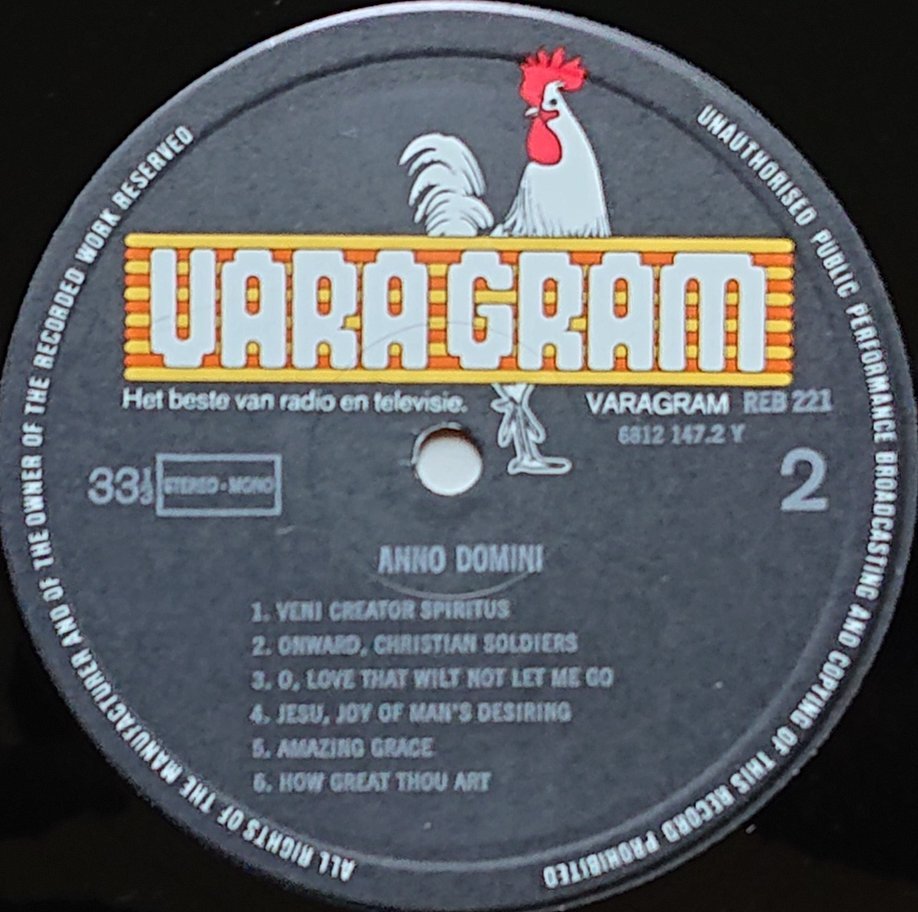 ALL RIGHTS OF THE MANUFACTURER AND OF THE OWNER OF THE RECORDED WORK RESERVED
UNAUTHORISED PUBLIC PERFORMANCE BROADCASTING AND COPYING OF THIS RECORD PROHIBITED
VARAGRAM
Het beste van radio en televisie.
VARAGRAM REB 221
6812 147.2 Y
33⅓ STEREO - MONO
2
ANNO DOMINI
1. VENI CREATOR SPIRITUS
2. ONWARD, CHRISTIAN SOLDIERS
3. O, LOVE THAT WILT NOT LET ME GO
4. JESU, JOY OF MAN'S DESIRING
5. AMAZING GRACE
6. HOW GREAT THOU ART